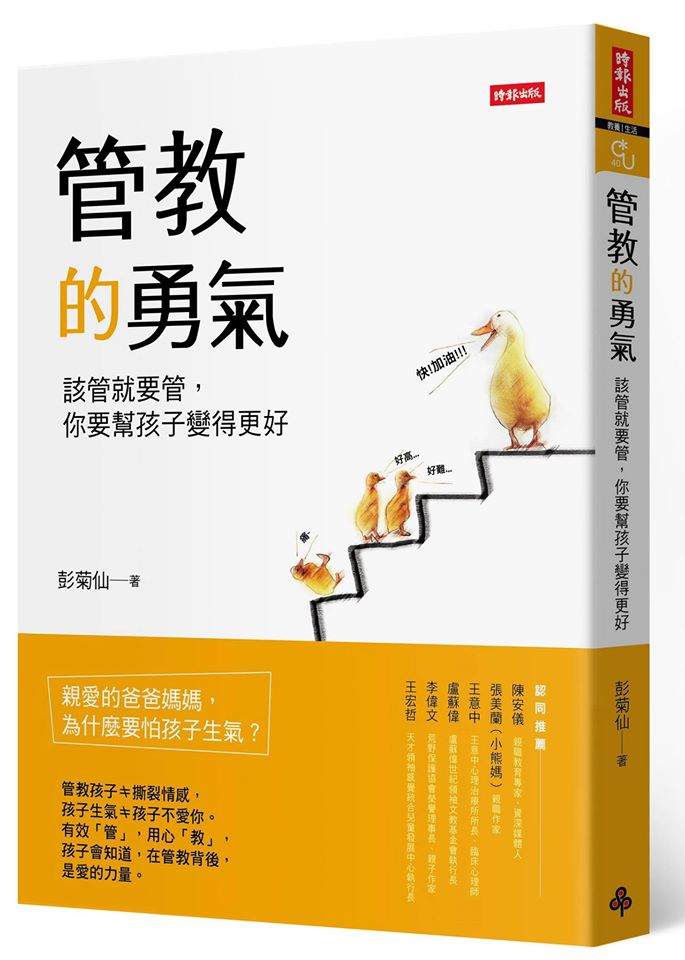 時報出版
管教
的勇氣
該管就要管，
你要幫孩子變得更好
快!加油!!!
好高...
好難...
彭菊仙──著
親愛的爸爸媽媽，
為什麼要怕孩子生氣？
管教孩子≠撕裂情感，
孩子生氣≠孩子不愛你。
有效「管」，用心「教」，
孩子會知道，在管教背後，
是愛的力量。
認同推薦
陳安儀 親職教育專家、資深媒體人
張美蘭（小熊媽） 親職作家
王意中 王意中心理治療所所長、臨床心理師
盧蘇偉 盧蘇偉世紀領袖文教基金會執行長
李偉文 荒野保護協會榮譽理事長、親子作家
王宏哲 天才領袖感覺統合兒童發展中心執行長
時報出版
教養│生活
CU
40
管教的勇氣
該管就要管，你要幫孩子變得更好
彭菊仙──著